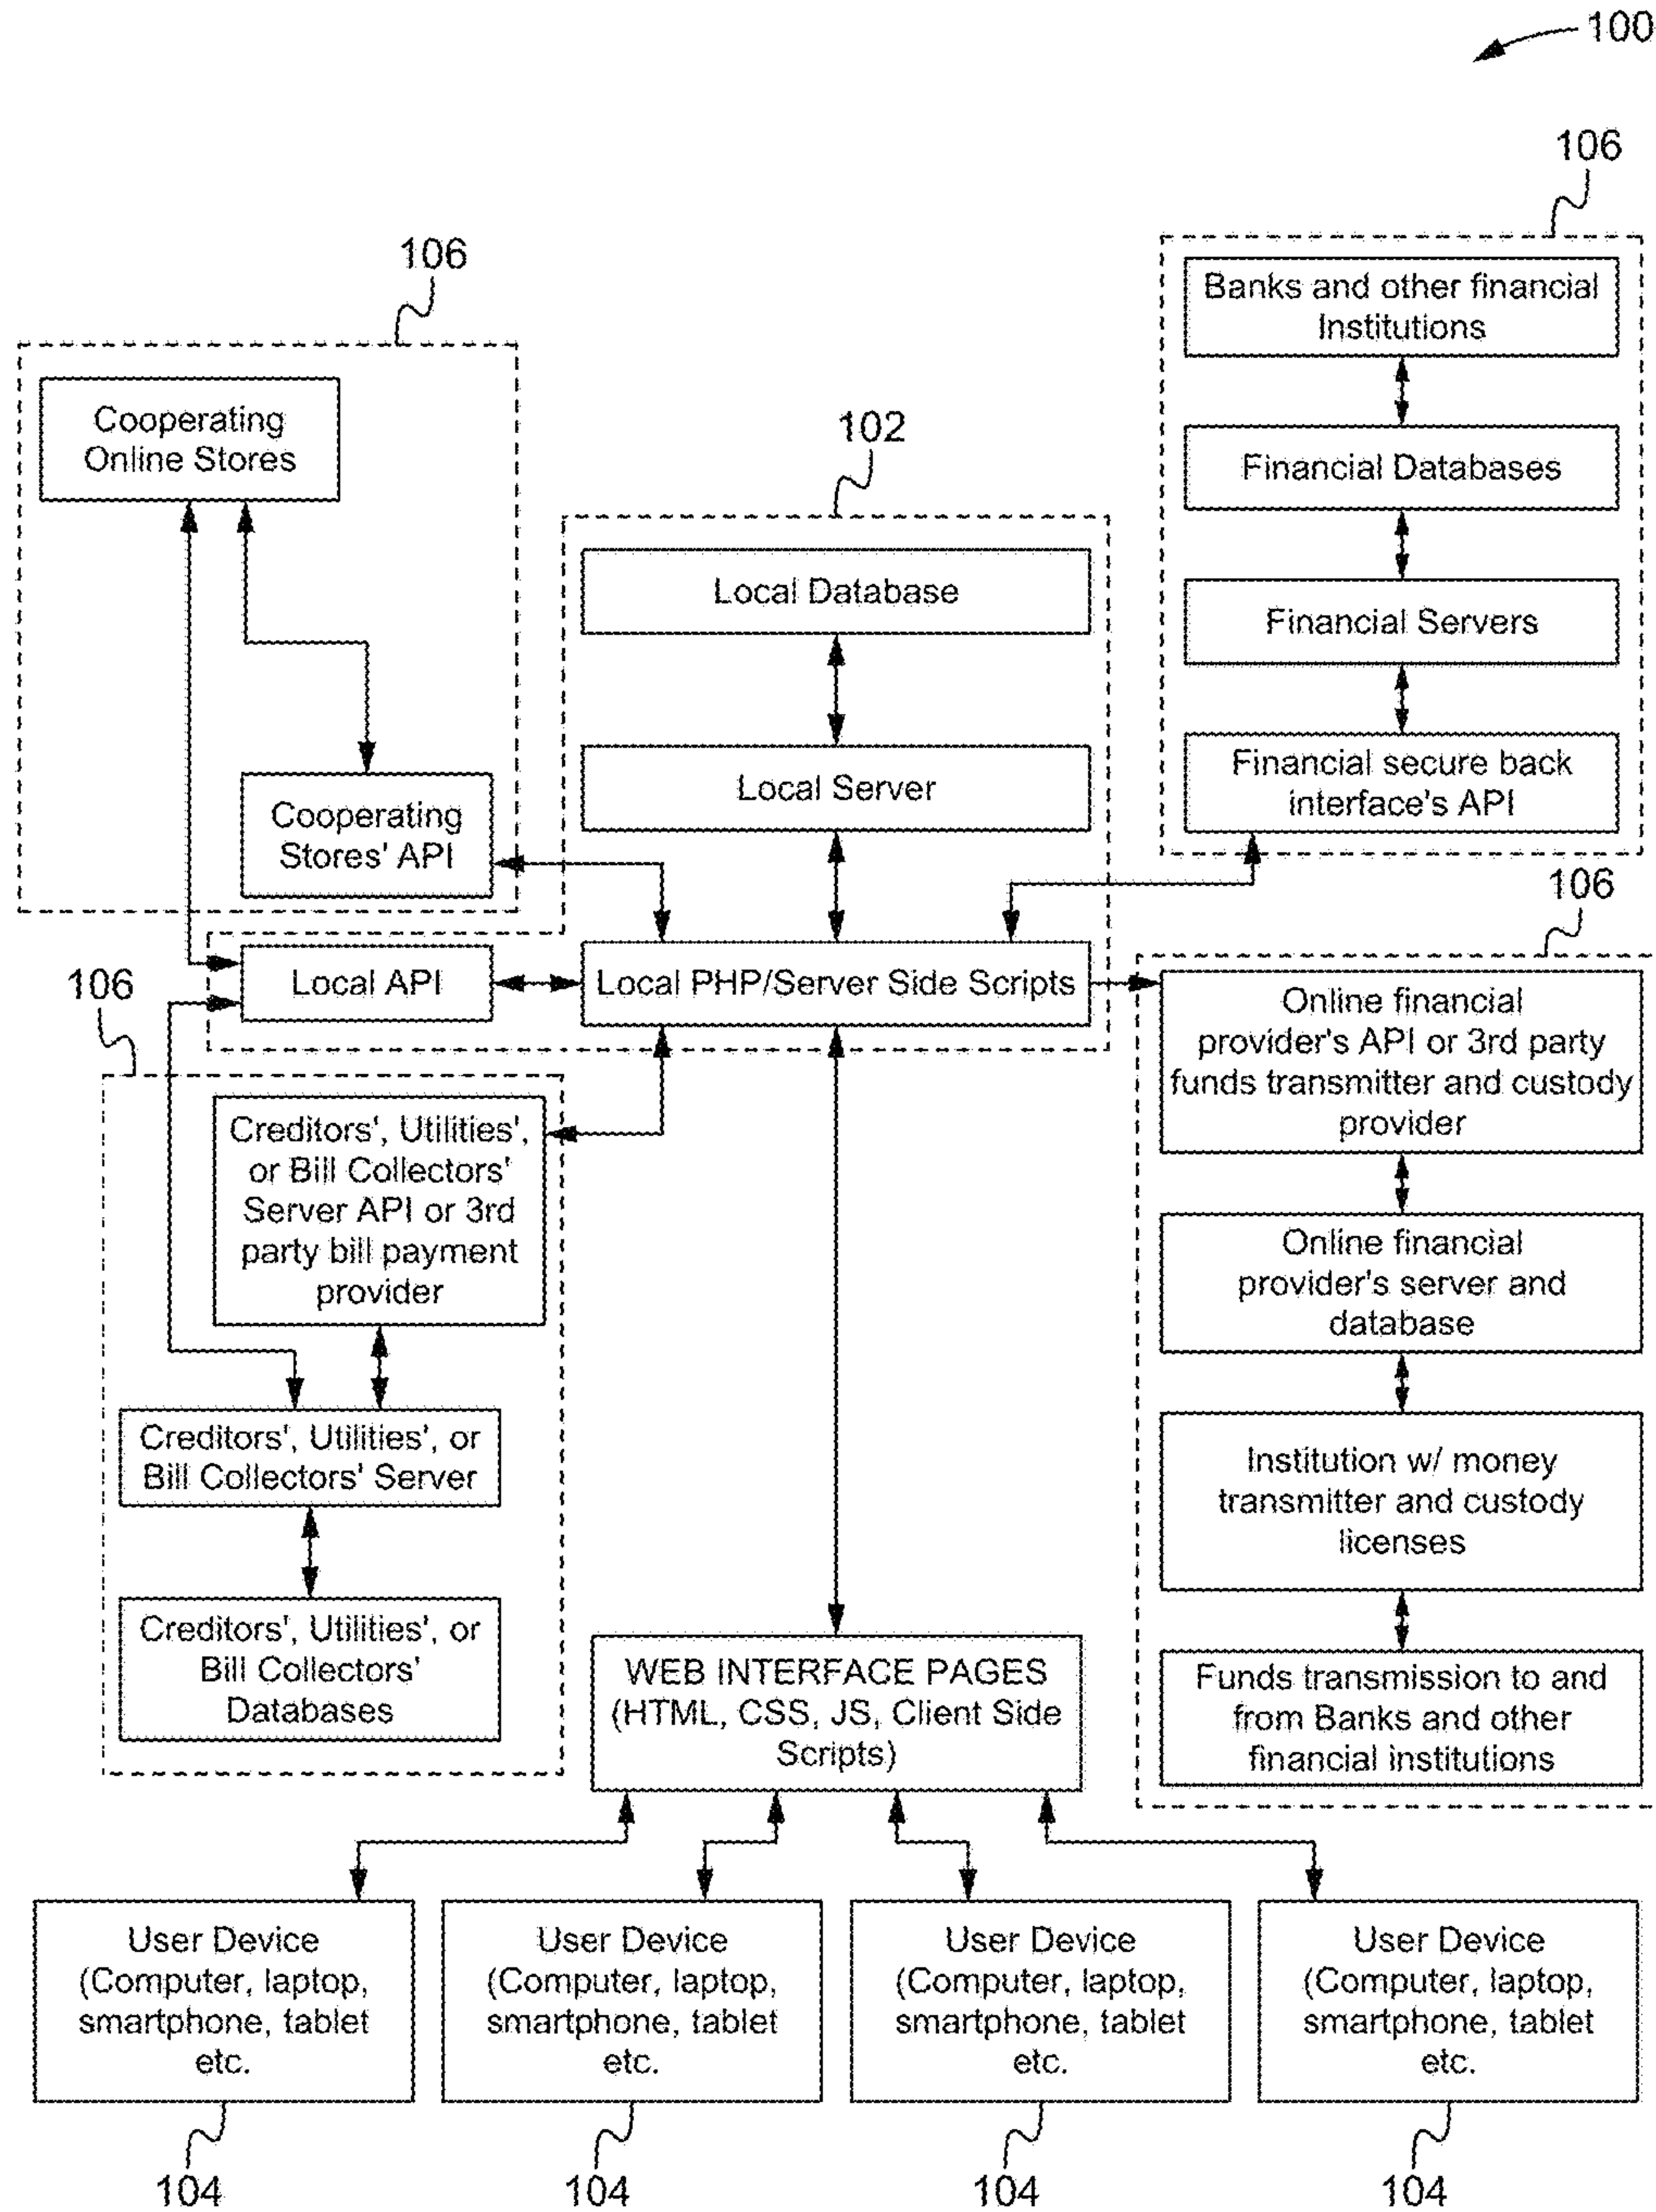 100
106
Banks and other financial
Institutions
Financial Databases
Financial Servers
Financial secure back
interface's API
106
Cooperating
Online Stores
Cooperating
Stores' API
102
Local Database
Local Server
Local API
Local PHP/Server Side Scripts
106
Online financial
provider's API or 3rd party
funds transmitter and custody
provider
Online financial
provider's server and
database
Institution w/ money
transmitter and custody
licenses
Funds transmission to and
from Banks and other
financial institutions
106
Creditors', Utilities',
or Bill Collectors'
Server API or 3rd
party bill payment
provider
Creditors', Utilities', or
Bill Collectors' Server
Creditors', Utilities', or
Bill Collectors'
Databases
WEB INTERFACE PAGES
(HTML, CSS, JS, Client Side
Scripts)
User Device
(Computer, laptop,
smartphone, tablet
etc.
104
User Device
(Computer, laptop,
smartphone, tablet
etc.
104
User Device
(Computer, laptop,
smartphone, tablet
etc.
104
User Device
(Computer, laptop,
smartphone, tablet
etc.
104